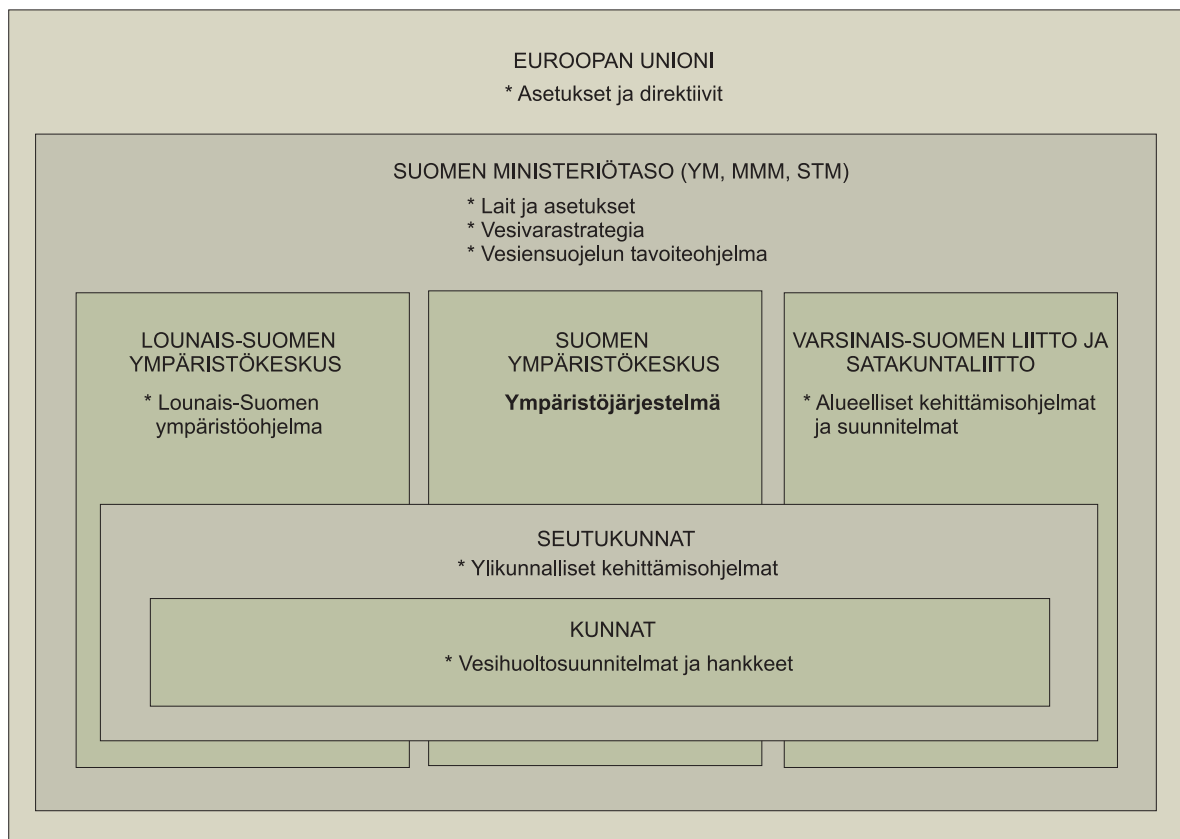 EUROOPAN UNIONI
* Asetukset ja direktiivit
SUOMEN MINISTERIÖTASO (YM, MMM, STM)
* Lait ja asetukset
* Vesivarastrategia
* Vesiensuojelun tavoiteohjelma
LOUNAIS-SUOMEN
YMPÄRISTÖKESKUS
* Lounais-Suomen
ympäristöohjelma
SUOMEN
YMPÄRISTÖKESKUS
Ympäristöjärjestelmä
VARSINAIS-SUOMEN LIITTO JA
SATAKUNTALIITTO
* Alueelliset kehittämisohjelmat
ja suunnitelmat
SEUTUKUNNAT
* Ylikunnalliset kehittämisohjelmat
KUNNAT
* Vesihuoltosuunnitelmat ja hankkeet